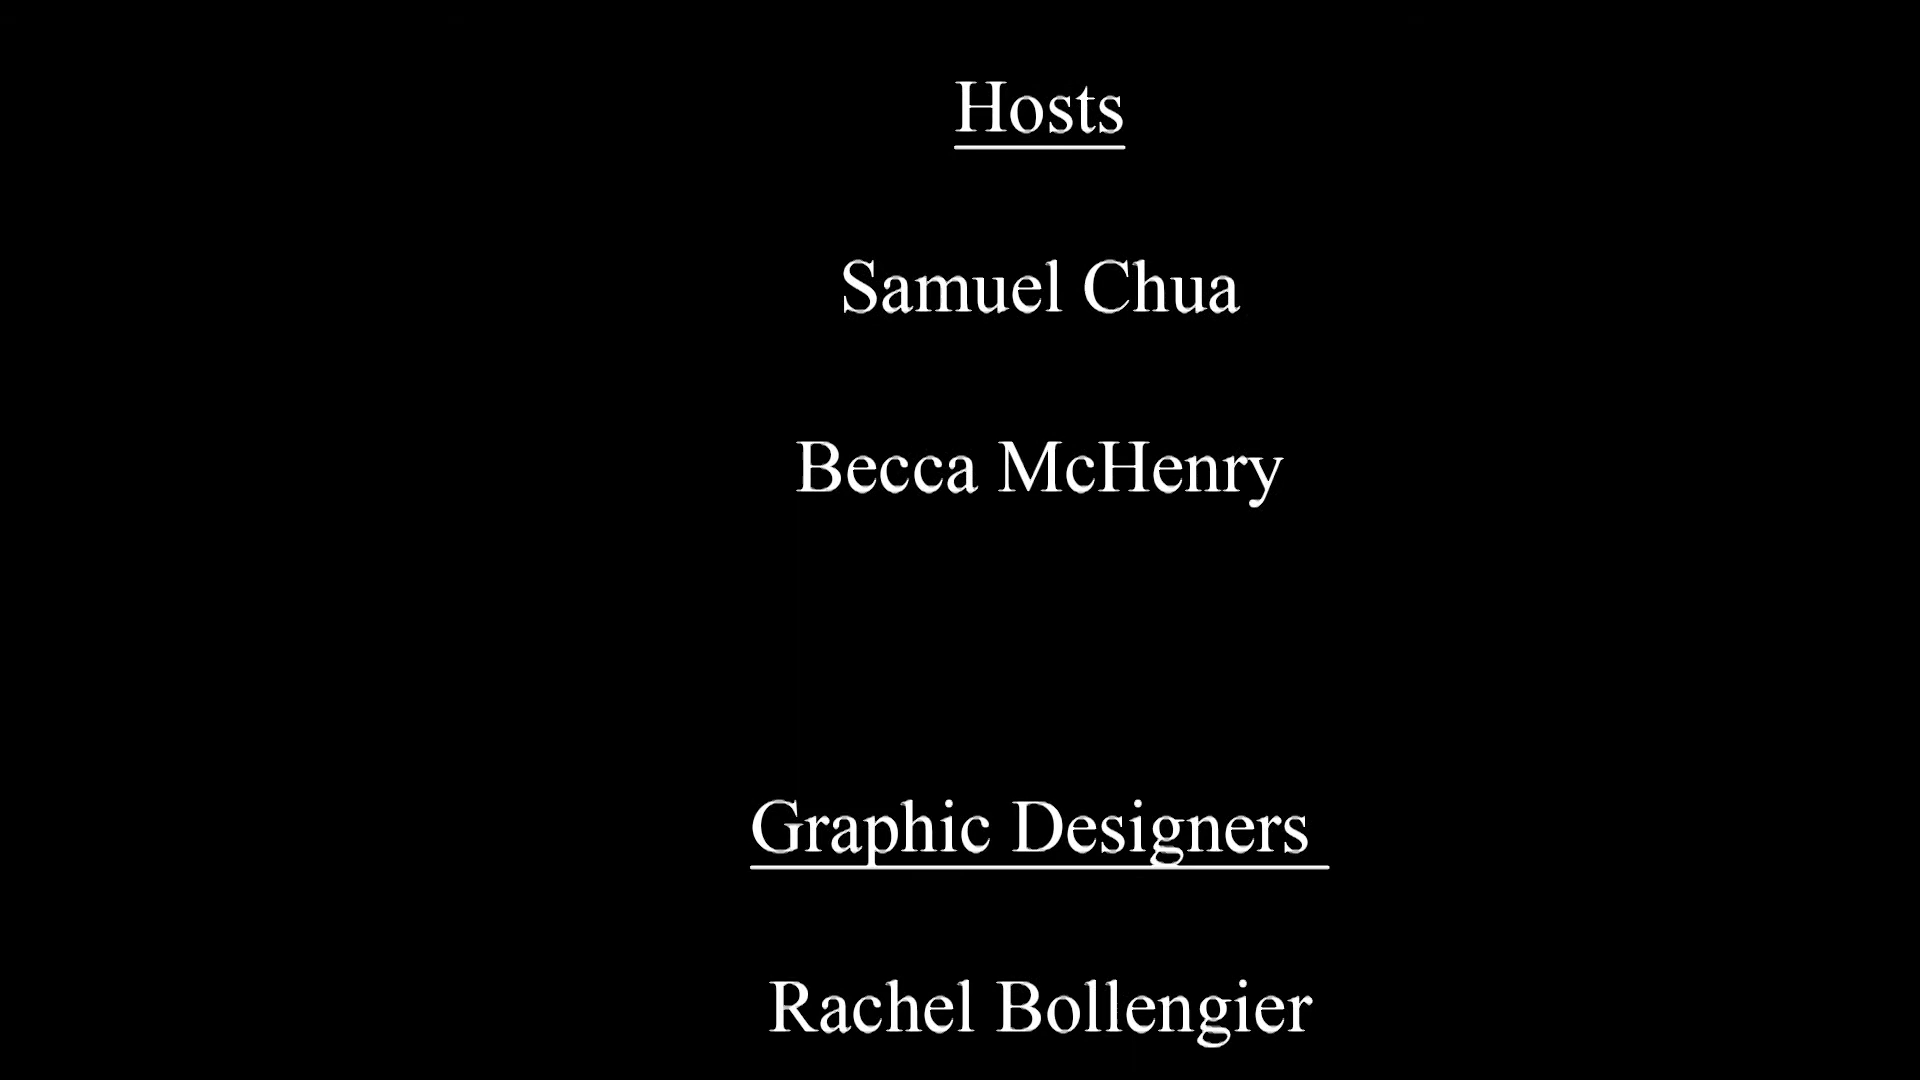 Hosts
Samuel Chua
Becca McHenry
Graphic Designers
Rachel Bollengier